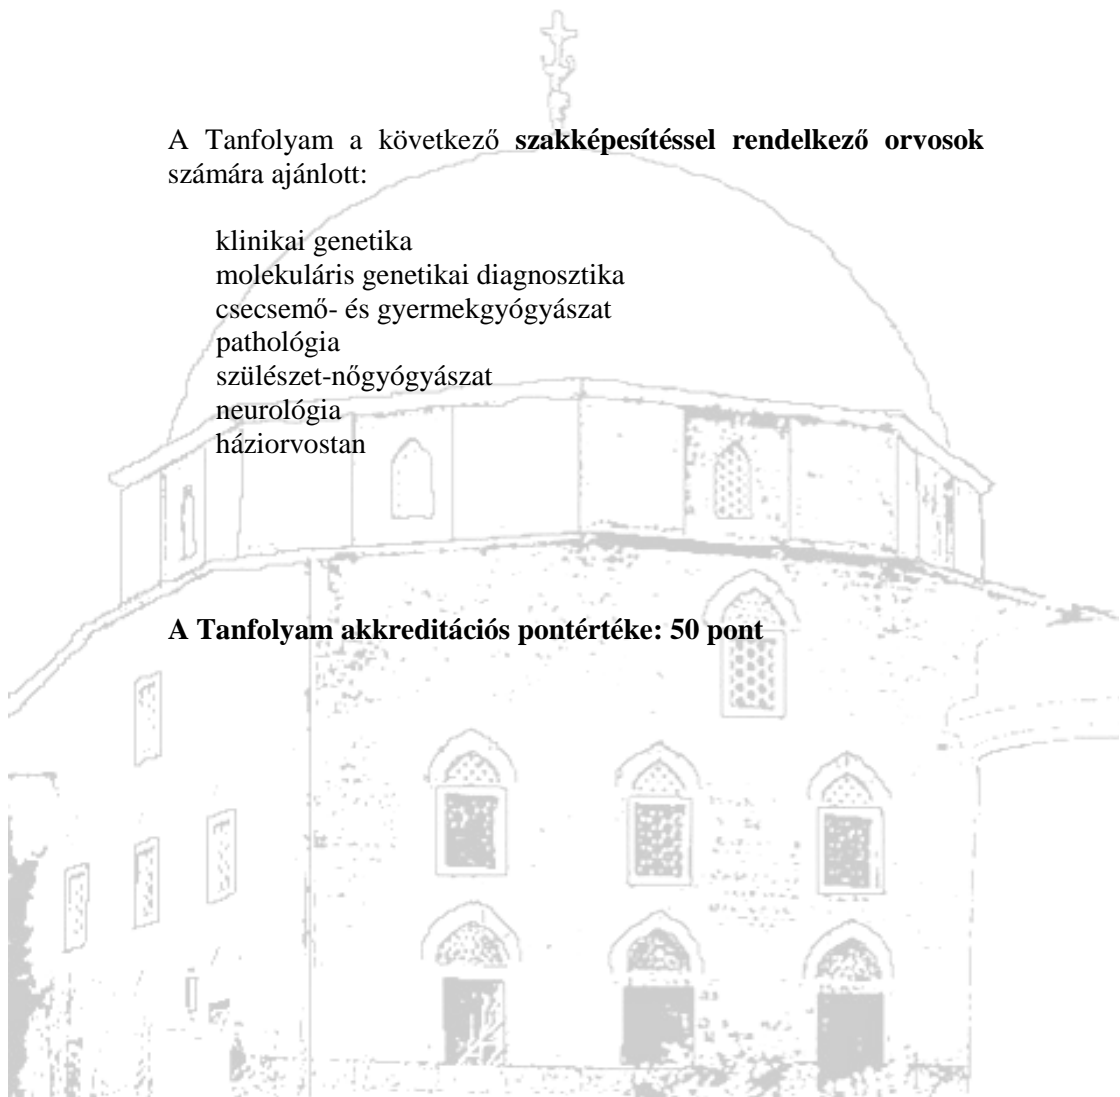 A Tanfolyam a következő szakképesítéssel rendelkező orvosok
számára ajánlott:
klinikai genetika
molekuláris genetikai diagnosztika
csecsemő- és gyermekgyógyászat
pathológia
szülészet-nőgyógyászat
neurológia
háziorvostan
A Tanfolyam akkreditációs pontértéke: 50 pont